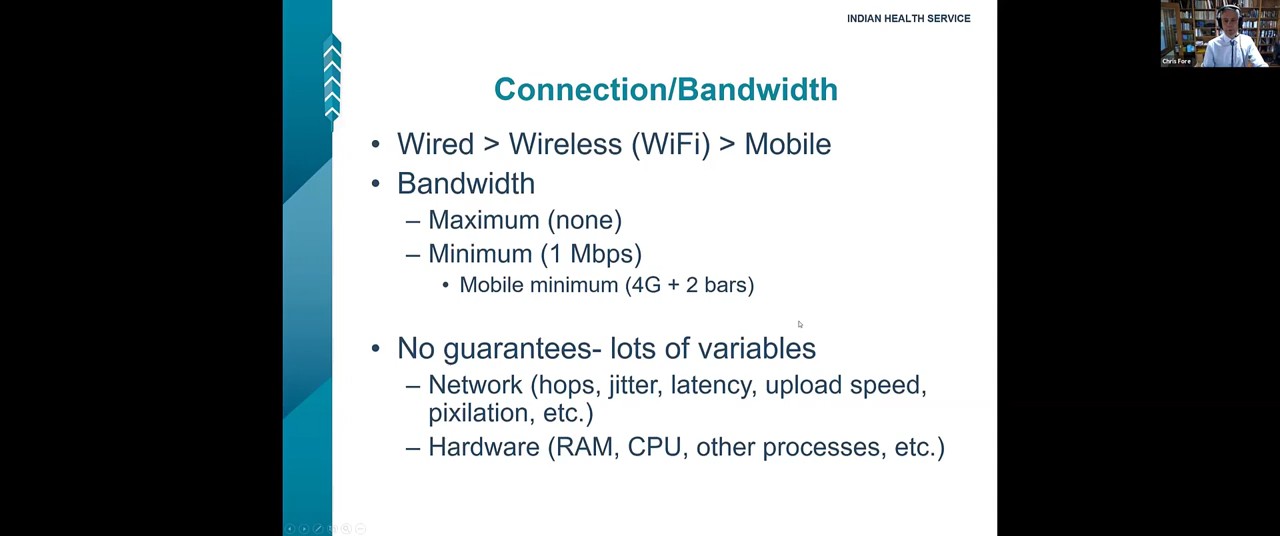 INDIAN HEALTH SERVICE
Chris Fore
Connection/Bandwidth
• Wired > Wireless (WiFi) > Mobile
• Bandwidth
– Maximum (none)
– Minimum (1 Mbps)
• Mobile minimum (4G + 2 bars)
• No guarantees- lots of variables
– Network (hops, jitter, latency, upload speed,
pixilation, etc.)
– Hardware (RAM, CPU, other processes, etc.)